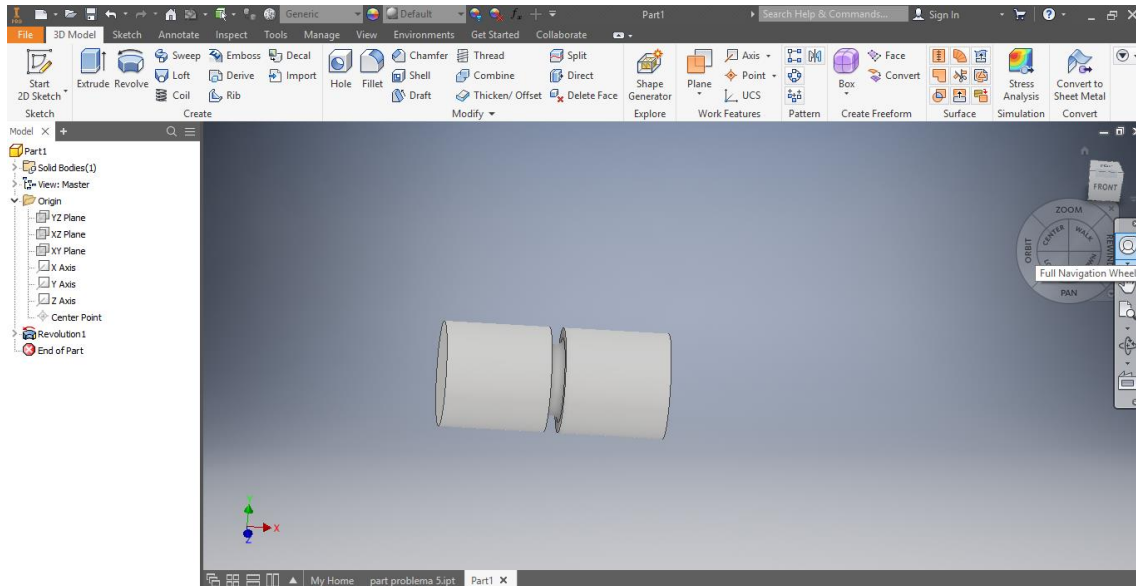 I PRO Generic Default Part1 Search Help & Commands... Sign In
File 3D Model Sketch Annotate Inspect Tools Manage View Environments Get Started Collaborate
Start 2D Sketch
Extrude Revolve
Sweep Emboss Decal
Loft Derive Import
Coil Rib
Hole Fillet
Chamfer Thread Split
Shell Combine Direct
Draft Thicken/ Offset Delete Face
Shape Generator
Plane
Axis
Point
UCS
Box
Face
Convert
Stress Analysis
Convert to Sheet Metal
Sketch Create Modify Explore Work Features Pattern Create Freeform Surface Simulation Convert
Model
Part1
Solid Bodies(1)
View: Master
Origin
YZ Plane
XZ Plane
XY Plane
X Axis
Y Axis
Z Axis
Center Point
Revolution1
End of Part
FRONT
ZOOM
CENTER WALK
ORBIT REWIND
Full Navigation Wheel
PAN
Y
X
Z
My Home part problema 5.ipt Part1